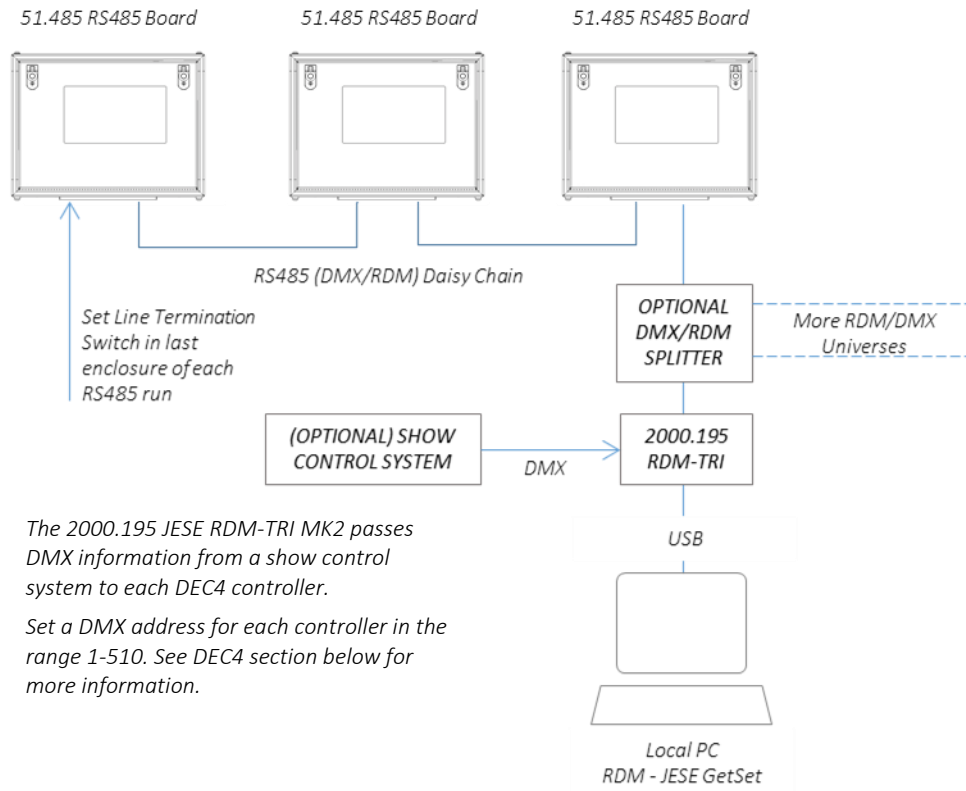 51.485 RS485 Board
51.485 RS485 Board
51.485 RS485 Board
RS485 (DMX/RDM) Daisy Chain
Set Line Termination
Switch in last
enclosure of each
RS485 run
OPTIONAL
DMX/RDM
SPLITTER
More RDM/DMX
Universes
(OPTIONAL) SHOW
CONTROL SYSTEM
DMX
2000.195
RDM-TRI
The 2000.195 JESE RDM-TRI MK2 passes
DMX information from a show control
system to each DEC4 controller.
Set a DMX address for each controller in the
range 1-510. See DEC4 section below for
more information.
USB
Local PC
RDM - JESE GetSet